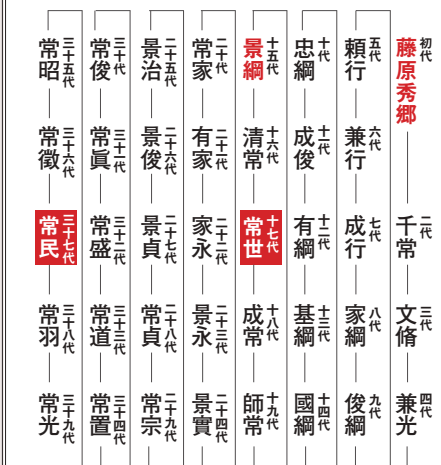 初代 藤原秀郷
二代 千常
三代 文脩
四代 兼光
五代 頼行
六代 兼行
七代 成行
八代 家綱
九代 俊綱
十代 忠綱
十一代 成俊
十二代 有綱
十三代 基綱
十四代 國綱
十五代 景綱
十六代 清常
十七代 常世
十八代 成常
十九代 師常
二十代 常家
二十一代 有家
二十二代 家永
二十三代 景永
二十四代 景實
二十五代 景治
二十六代 景俊
二十七代 景貞
二十八代 常貞
二十九代 常宗
三十代 常俊
三十一代 常眞
三十二代 常盛
三十三代 常道
三十四代 常置
三十五代 常昭
三十六代 常徵
三十七代 常民
三十八代 常羽
三十九代 常光